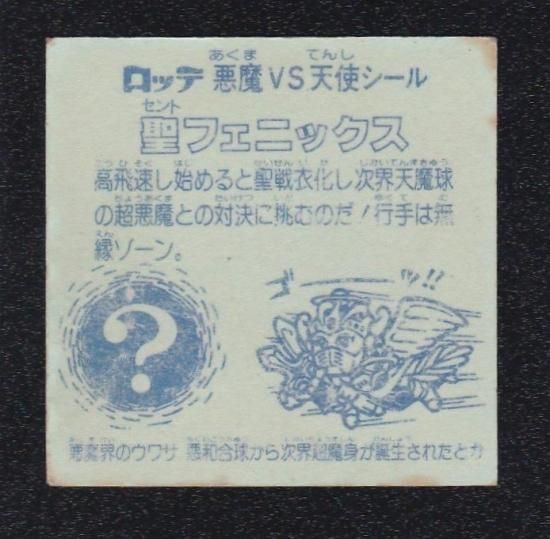 ロッテ 悪魔VS天使シール
聖フェニックス
高飛速し始めると聖戦衣化し次界天魔球
の超悪魔との対決に挑むのだ！行手は無
縁ゾーン。
?
ッ!!
悪魔界のウワサ 悪和合球から次界超魔身が誕生されたとか